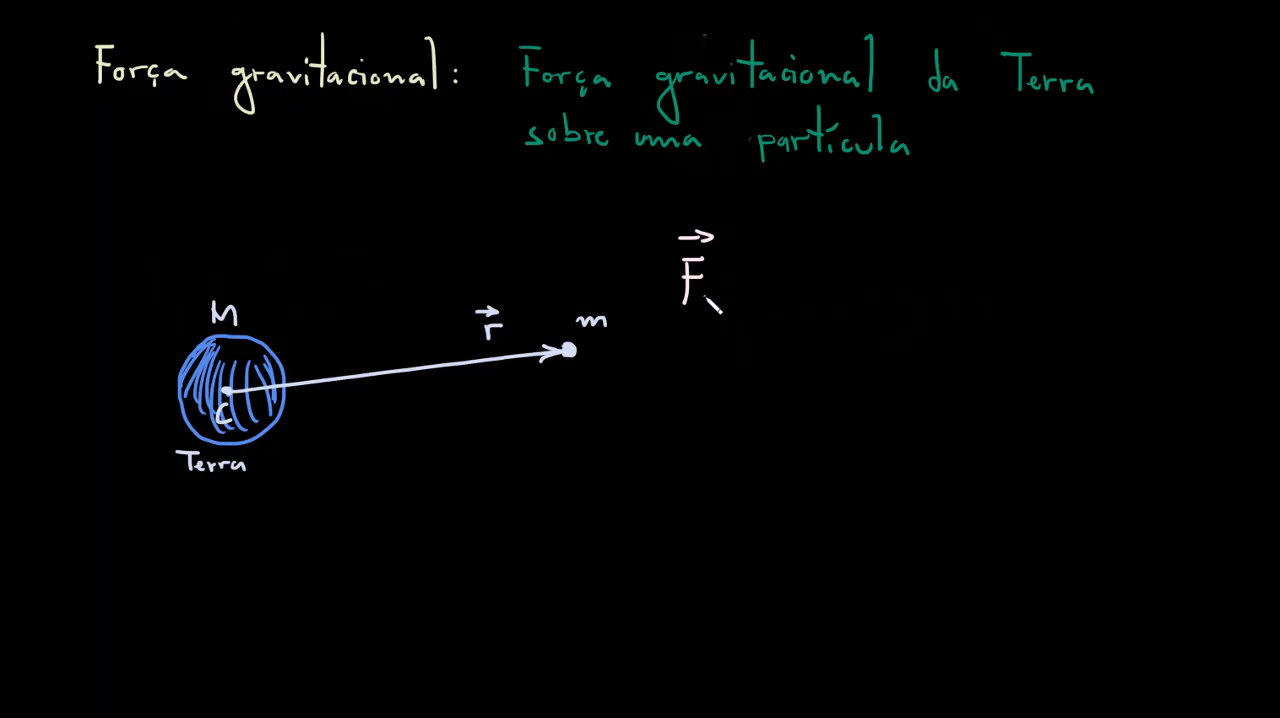 Força gravitacional: Força gravitacional da Terra
sobre uma partícula
F
M
r
m
C
Terra